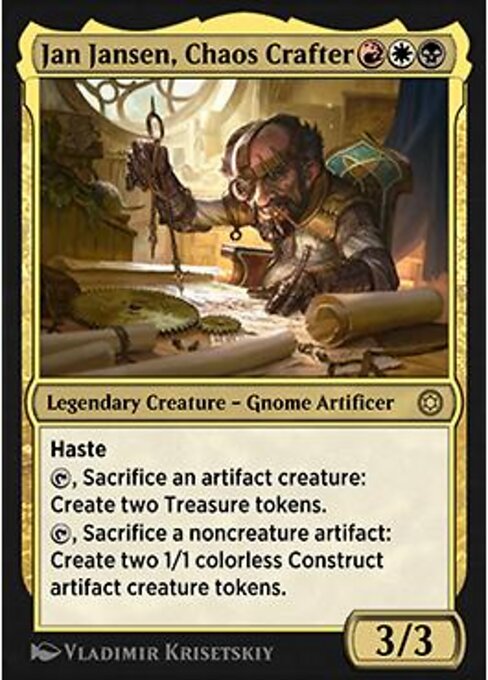 Jan Jansen, Chaos Crafter
Legendary Creature – Gnome Artificer
Haste
, Sacrifice an artifact creature:
Create two Treasure tokens.
, Sacrifice a noncreature artifact:
Create two 1/1 colorless Construct
artifact creature tokens.
3/3
Vladimir Krisetskiy